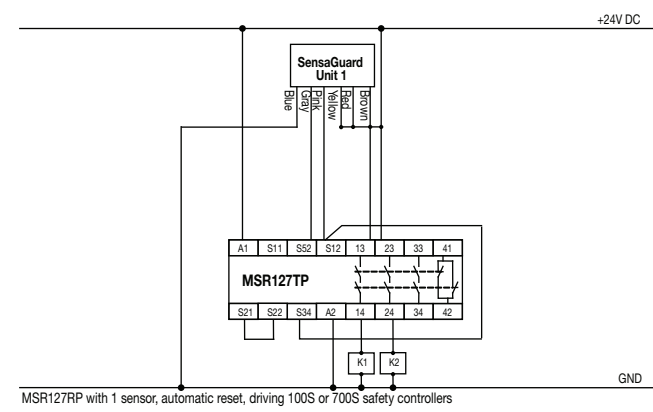 +24V DC
SensaGuard
Unit 1
Blue
Gray
Pink
Yellow
Red
Brown
A1 S11 S52 S12 13 23 33 41
MSR127TP
S21 S22 S34 A2 14 24 34 42
K1 K2
GND
MSR127RP with 1 sensor, automatic reset, driving 100S or 700S safety controllers